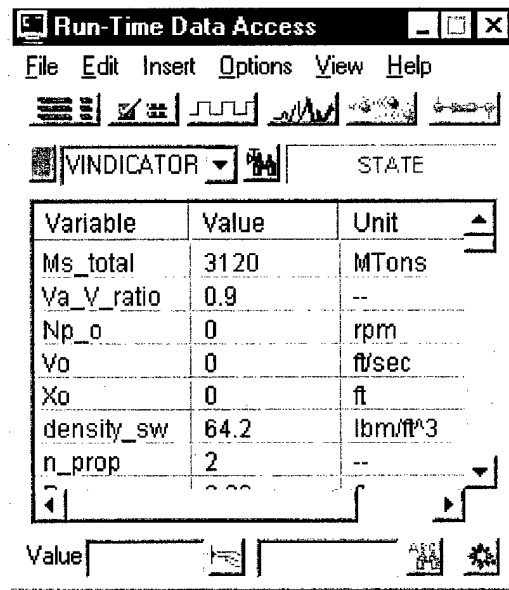 Run-Time Data Access
File Edit Insert Options View Help
VINDICATOR STATE
Variable Value Unit
Ms_total 3120 MTons
Va_V_ratio 0.9 --
Np_o 0 rpm
Vo 0 ft/sec
Xo 0 ft
density_sw 64.2 lbm/ft^3
n_prop 2 --
Value